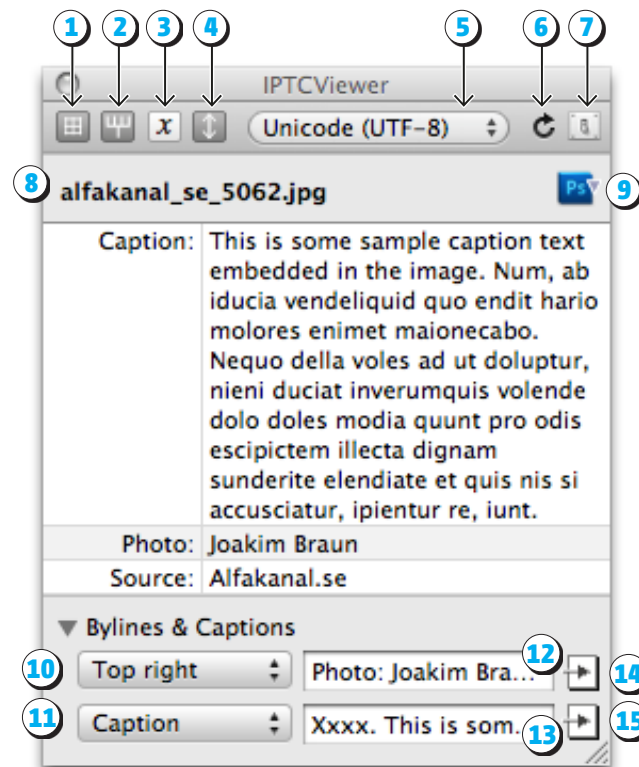 1 2 3 4 5 6 7
IPTCViewer
x Unicode (UTF-8) a
8 alfakanal_se_5062.jpg Ps 9
Caption: This is some sample caption text
embedded in the image. Num, ab
iducia vendeliquid quo endit hario
molores enimet maionecabo.
Nequo della voles ad ut doluptur,
nieni duciat inverumquis volende
dolo doles modia quunt pro odis
escipictem illecta dignam
sunderite elendiate et quis nis si
accusciatur, ipientur re, iunt.
Photo: Joakim Braun
Source: Alfakanal.se
Bylines & Captions
10 Top right Photo: Joakim Bra... 12 14
11 Caption Xxxx. This is som... 13 15